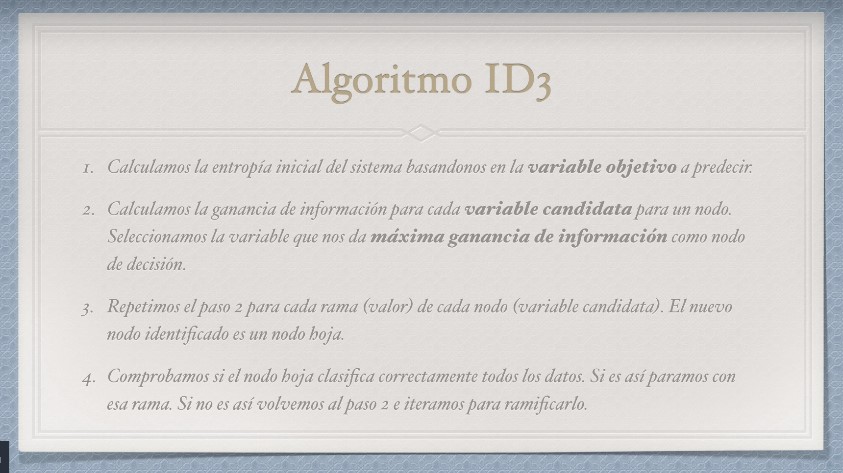 Algoritmo ID3
1. Calculamos la entropía inicial del sistema basandonos en la variable objetivo a predecir.
2. Calculamos la ganancia de información para cada variable candidata para un nodo.
Seleccionamos la variable que nos da máxima ganancia de información como nodo
de decisión.
3. Repetimos el paso 2 para cada rama (valor) de cada nodo (variable candidata). El nuevo
nodo identificado es un nodo hoja.
4. Comprobamos si el nodo hoja clasifica correctamente todos los datos. Si es así paramos con
esa rama. Si no es así volvemos al paso 2 e iteramos para ramificarlo.